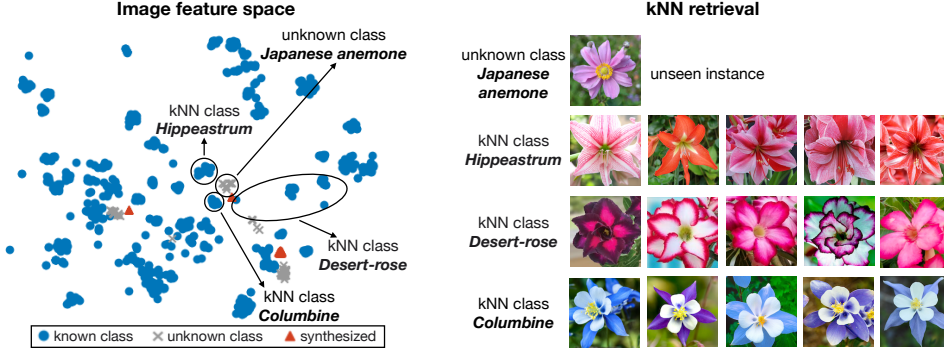 Image feature space
unknown class
Japanese anemone
kNN class
Hippeastrum
kNN class
Desert-rose
kNN class
Columbine
known class
unknown class
synthesized
kNN retrieval
unknown class
Japanese
anemone
unseen instance
kNN class
Hippeastrum
kNN class
Desert-rose
kNN class
Columbine